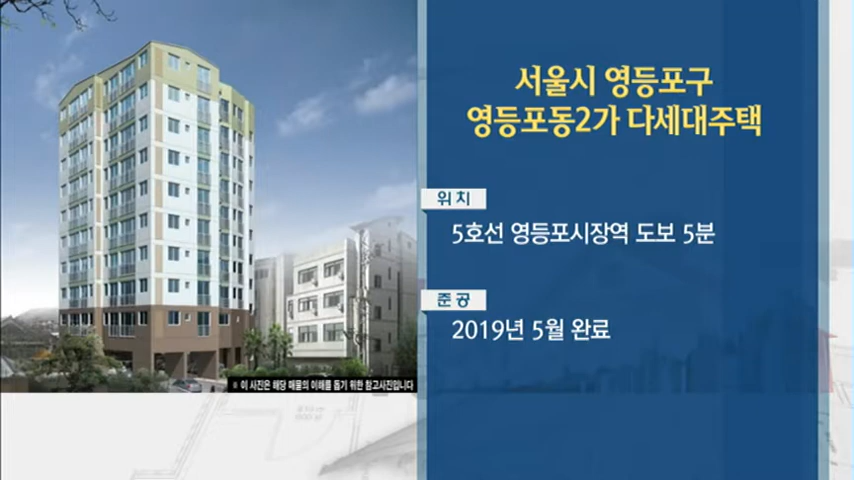 서울시 영등포구
영등포동2가 다세대주택
위치
5호선 영등포시장역 도보 5분
준공
2019년 5월 완료
※ 이 사진은 해당 매물의 이해를 돕기 위한 참고사진입니다